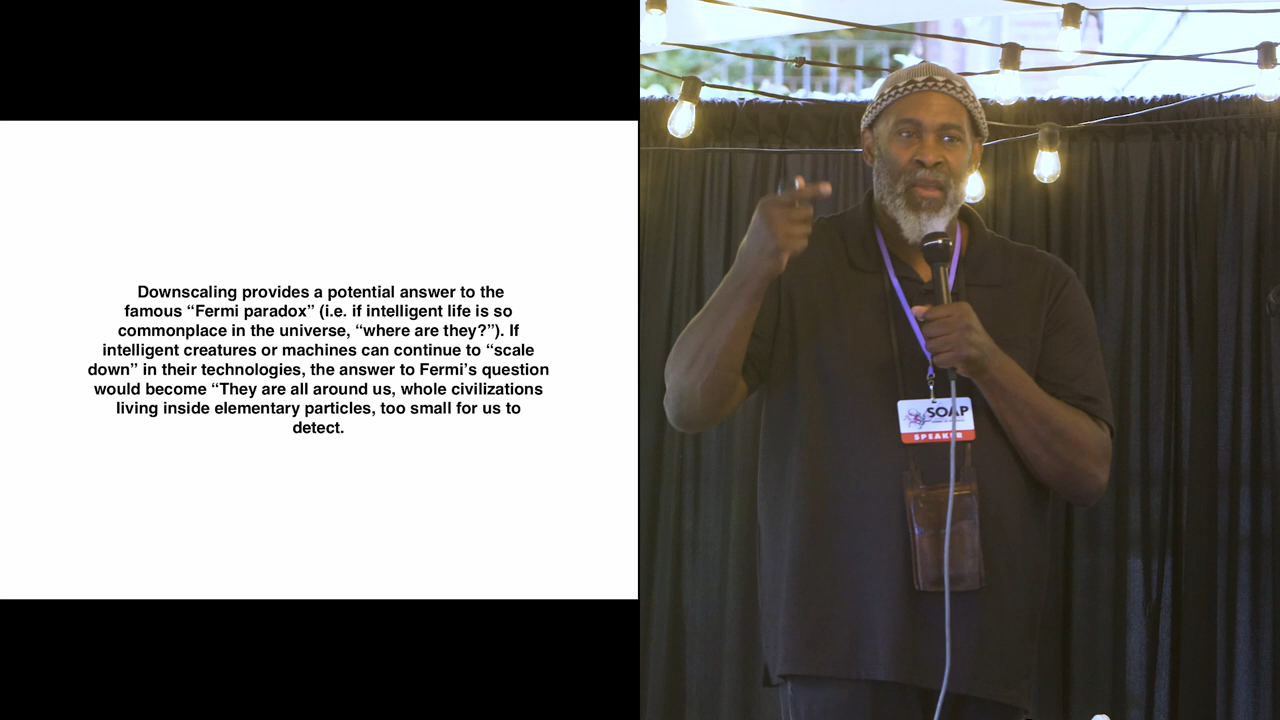 Downscaling provides a potential answer to the
famous “Fermi paradox” (i.e. if intelligent life is so
commonplace in the universe, “where are they?”). If
intelligent creatures or machines can continue to “scale
down” in their technologies, the answer to Fermi’s question
would become “They are all around us, whole civilizations
living inside elementary particles, too small for us to
detect.
SOAP
SPEAKER